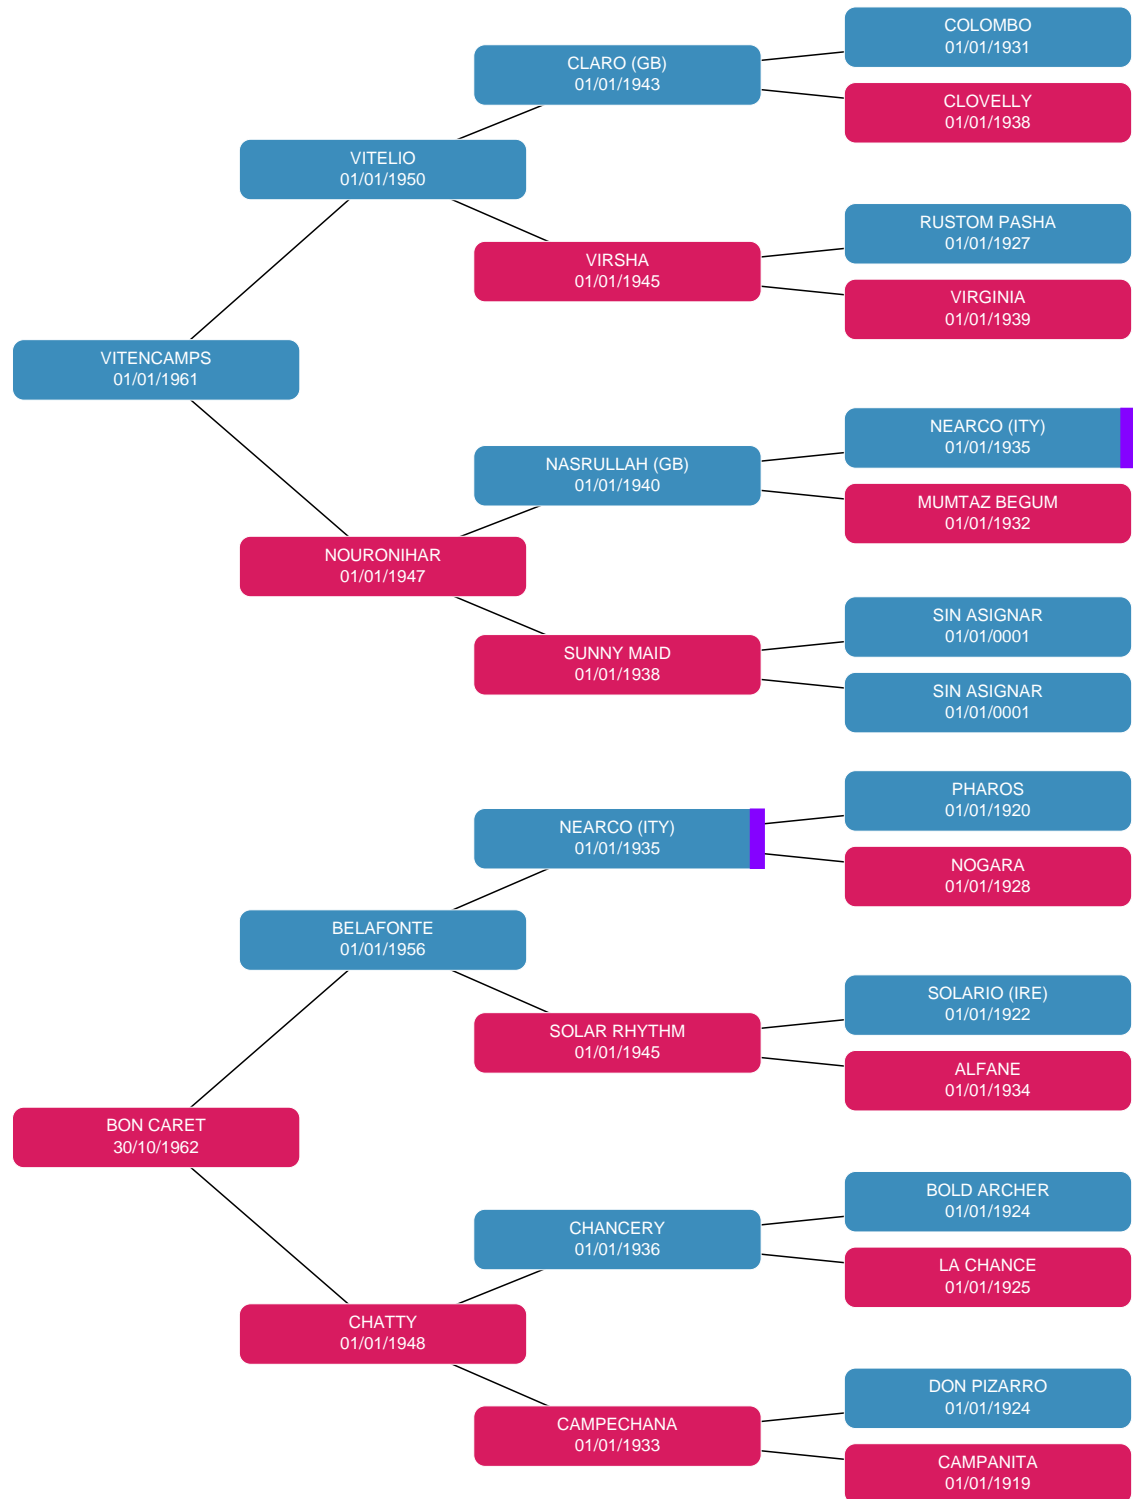 COLOMBO
01/01/1931
CLARO (GB)
01/01/1943
CLOVELLY
01/01/1938
VITELIO
01/01/1950
RUSTOM PASHA
01/01/1927
VIRSHA
01/01/1945
VIRGINIA
01/01/1939
VITENCAMPS
01/01/1961
NEARCO (ITY)
01/01/1935
NASRULLAH (GB)
01/01/1940
MUMTAZ BEGUM
01/01/1932
NOURONIHAR
01/01/1947
SIN ASIGNAR
01/01/0001
SUNNY MAID
01/01/1938
SIN ASIGNAR
01/01/0001
PHAROS
01/01/1920
NEARCO (ITY)
01/01/1935
NOGARA
01/01/1928
BELAFONTE
01/01/1956
SOLARIO (IRE)
01/01/1922
SOLAR RHYTHM
01/01/1945
ALFANE
01/01/1934
BON CARET
30/10/1962
BOLD ARCHER
01/01/1924
CHANCERY
01/01/1936
LA CHANCE
01/01/1925
CHATTY
01/01/1948
DON PIZARRO
01/01/1924
CAMPECHANA
01/01/1933
CAMPANITA
01/01/1919